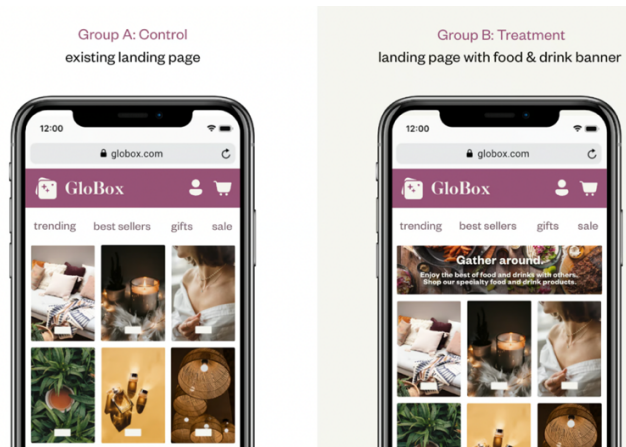 Group A: Control
existing landing page
12:00
globox.com
GloBox
trending best sellers gifts sale
Group B: Treatment
landing page with food & drink banner
12:00
globox.com
GloBox
trending best sellers gifts sale
Gather around.
Enjoy the best of food and drinks with others.
Shop our specialty food and drink products.